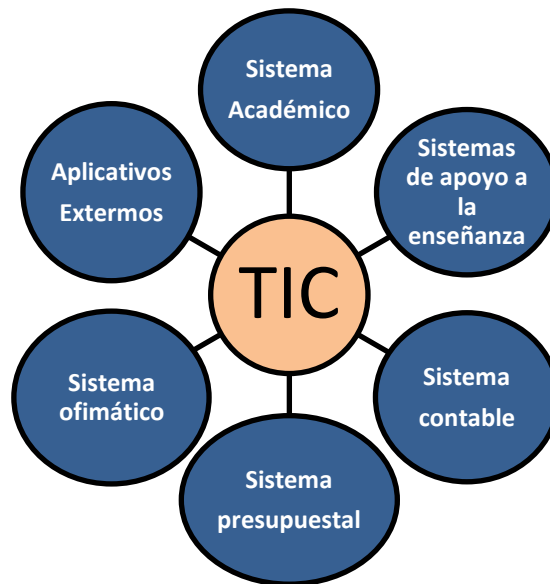 Sistema
Académico
Sistemas
de apoyo a
la
enseñanza
Sistema
contable
Sistema
presupuestal
Sistema
ofimático
Aplicativos
Extermos
TIC